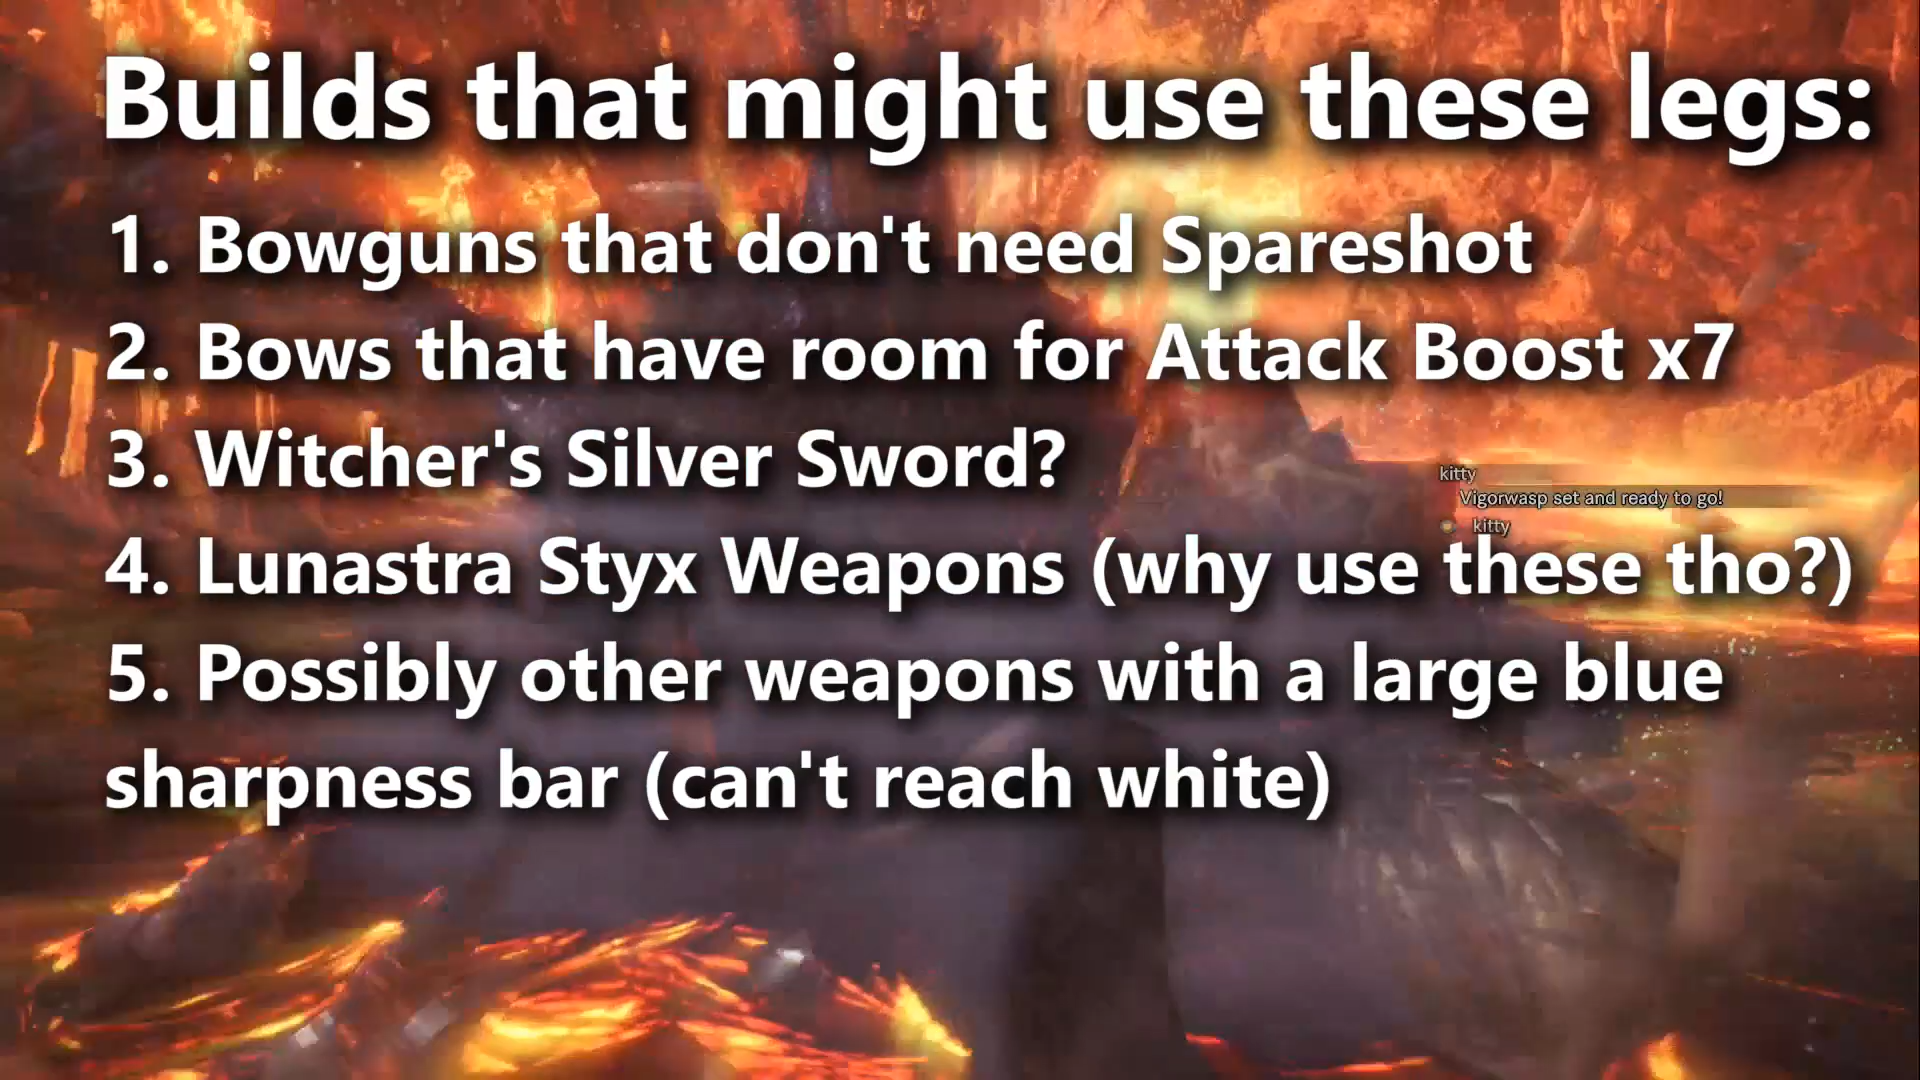 Builds that might use these legs:
1. Bowguns that don't need Spareshot
2. Bows that have room for Attack Boost x7
3. Witcher's Silver Sword?
kitty
Vigorwasp set and ready to go!
kitty
4. Lunastra Styx Weapons (why use these tho?)
5. Possibly other weapons with a large blue
sharpness bar (can't reach white)